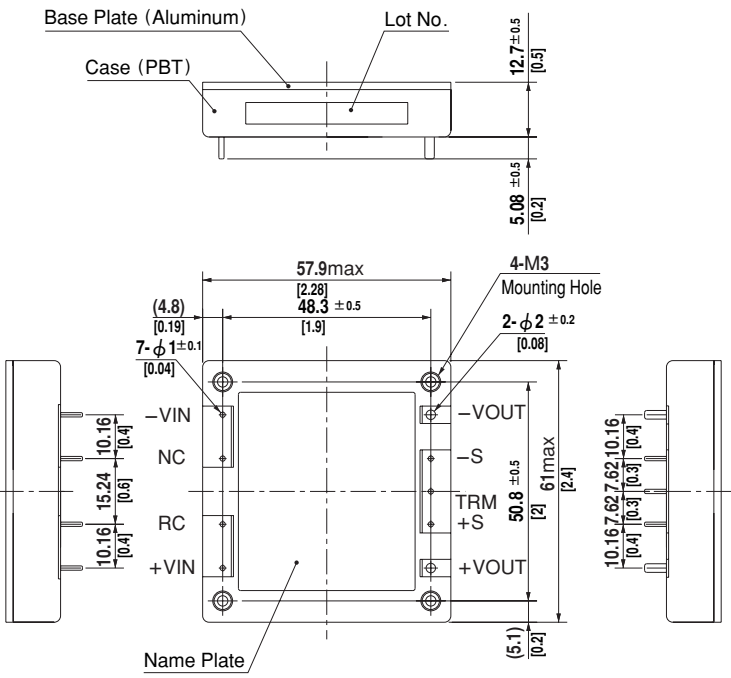 Base Plate (Aluminum)
Lot No.
Case (PBT)
12.7±0.5
[0.5]
5.08 ±0.5
[0.2]
57.9max
[2.28]
4-M3
Mounting Hole
(4.8)
[0.19]
48.3 ±0.5
[1.9]
2-ϕ2 ±0.2
[0.08]
7-ϕ1±0.1
[0.04]
−VIN
NC
RC
+VIN
−VOUT
−S
TRM
+S
+VOUT
10.16
[0.4]
15.24
[0.6]
10.16
[0.4]
50.8 ±0.5
[2]
61max
[2.4]
10.16
[0.4]
7.62
[0.3]
7.62
[0.3]
10.16
[0.4]
(5.1)
[0.2]
Name Plate